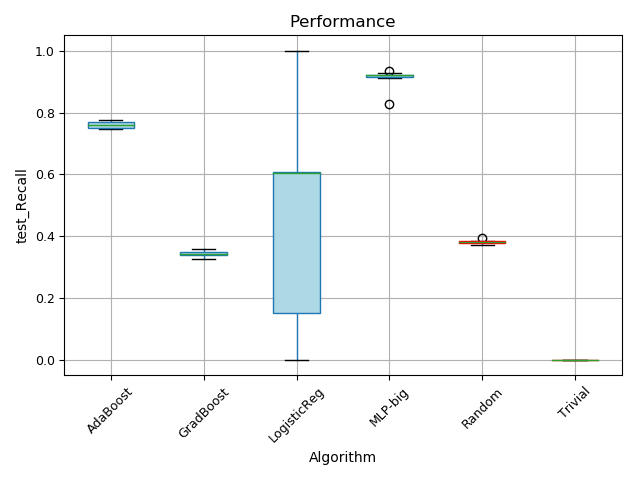 Performance
test_Recall
1.0
0.8
0.6
0.4
0.2
0.0
AdaBoost
GradBoost
LogisticReg
MLP-big
Random
Trivial
Algorithm